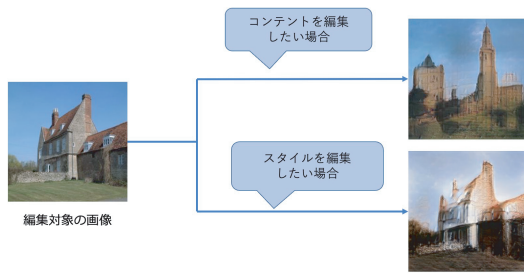 コンテントを編集
したい場合
スタイルを編集
したい場合
編集対象の画像